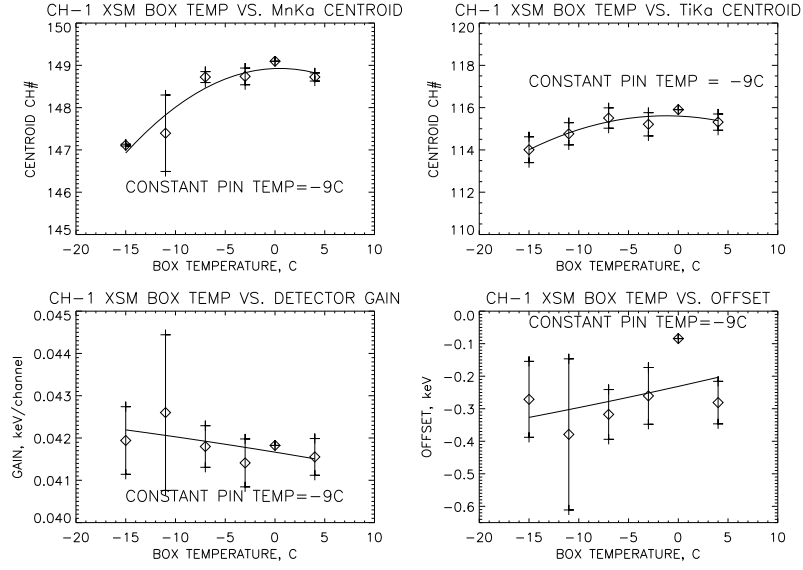 CH-1 XSM BOX TEMP VS. MnKa CENTROID
150
149
148
147
146
145
CENTROID CH#
CONSTANT PIN TEMP=-9C
-20 -15 -10 -5 0 5 10
BOX TEMPERATURE, C
CH-1 XSM BOX TEMP VS. TiKa CENTROID
120
118
116
114
112
110
CENTROID CH#
CONSTANT PIN TEMP = -9C
-20 -15 -10 -5 0 5 10
BOX TEMPERATURE, C
CH-1 XSM BOX TEMP VS. DETECTOR GAIN
0.045
0.044
0.043
0.042
0.041
0.040
GAIN, keV/channel
CONSTANT PIN TEMP=-9C
-20 -15 -10 -5 0 5 10
BOX TEMPERATURE, C
CH-1 XSM BOX TEMP VS. OFFSET
CONSTANT PIN TEMP=-9C
0.0
-0.1
-0.2
-0.3
-0.4
-0.5
-0.6
OFFSET, keV
-20 -15 -10 -5 0 5 10
BOX TEMPERATURE, C